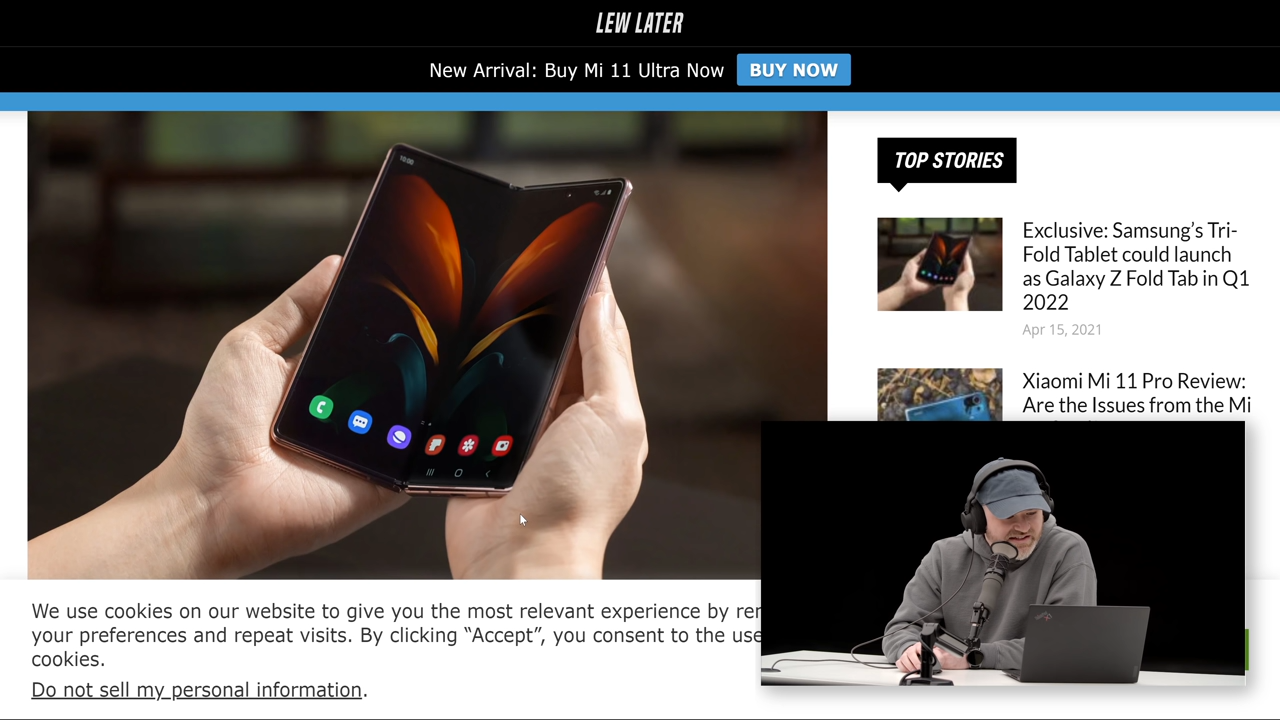 LEW LATER
New Arrival: Buy Mi 11 Ultra Now
BUY NOW
10:00
TOP STORIES
Exclusive: Samsung’s Tri-
Fold Tablet could launch
as Galaxy Z Fold Tab in Q1
2022
Apr 15, 2021
Xiaomi Mi 11 Pro Review:
Are the Issues from the Mi
We use cookies on our website to give you the most relevant experience by
your preferences and repeat visits. By clicking “Accept”, you consent to the use
cookies.
Do not sell my personal information.